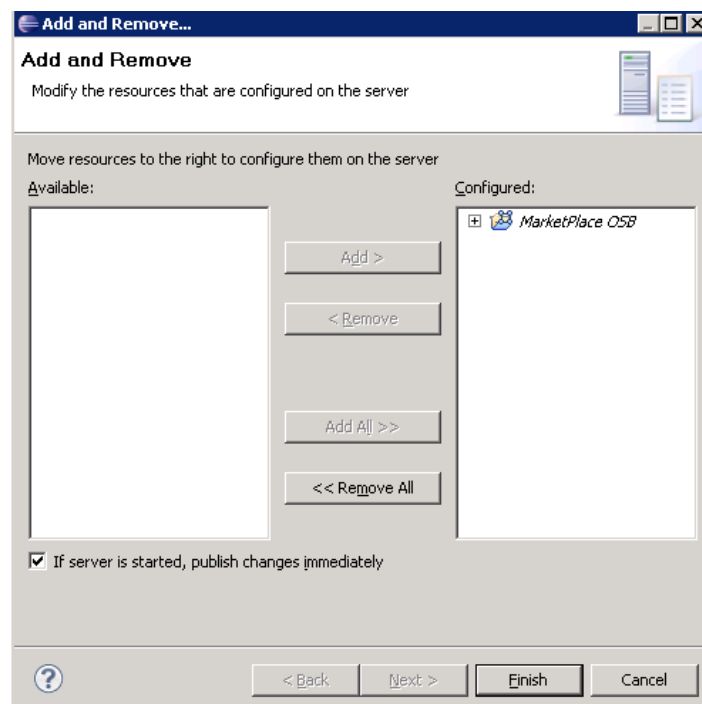 Add and Remove...
Add and Remove
Modify the resources that are configured on the server
Move resources to the right to configure them on the server
Available:
Configured:
MarketPlace OSB
Add >
< Remove
Add All >>
<< Remove All
If server is started, publish changes immediately
?
< Back
Next >
Finish
Cancel